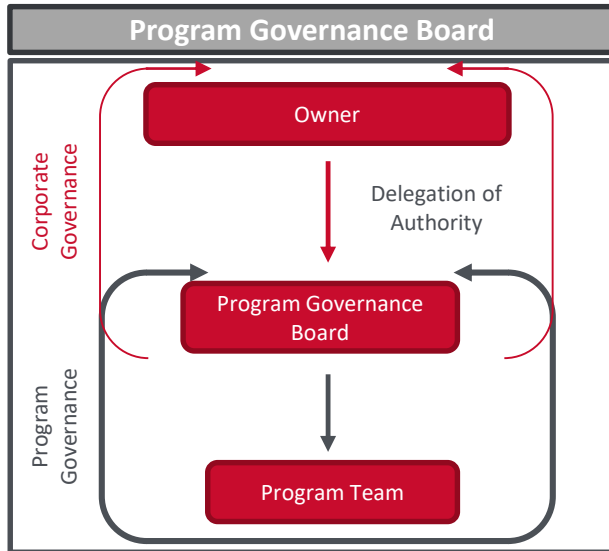 Program Governance Board
Owner
Corporate
Governance
Delegation of
Authority
Program Governance
Board
Program
Governance
Program Team